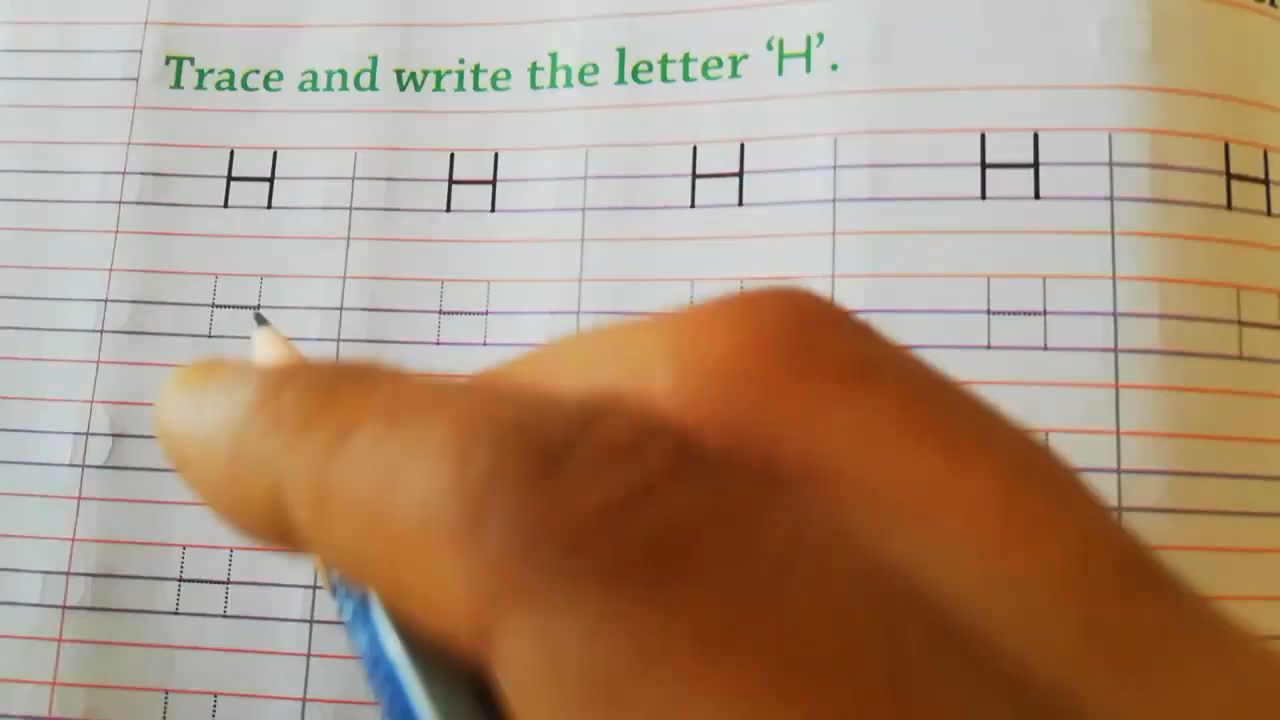 Trace and write the letter ‘H’.
H H H H H
H H H H
H